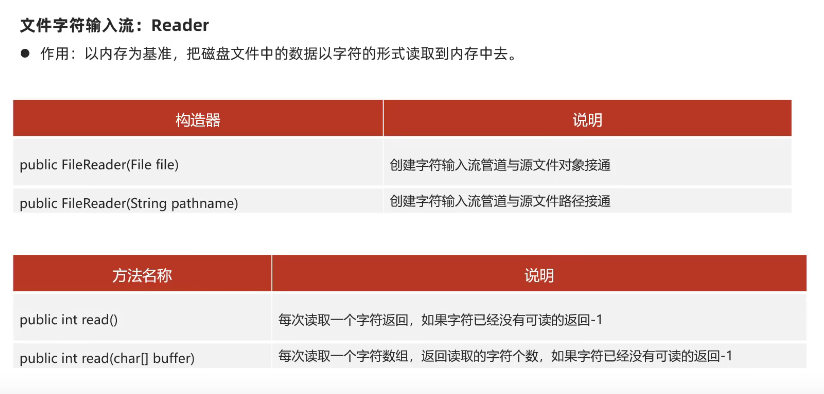 文件字符输入流：Reader
● 作用：以内存为基准，把磁盘文件中的数据以字符的形式读取到内存中去。
构造器 说明
public FileReader(File file) 创建字符输入流管道与源文件对象接通
public FileReader(String pathname) 创建字符输入流管道与源文件路径接通
方法名称 说明
public int read() 每次读取一个字符返回，如果字符已经没有可读的返回-1
public int read(char[] buffer) 每次读取一个字符数组，返回读取的字符个数，如果字符已经没有可读的返回-1